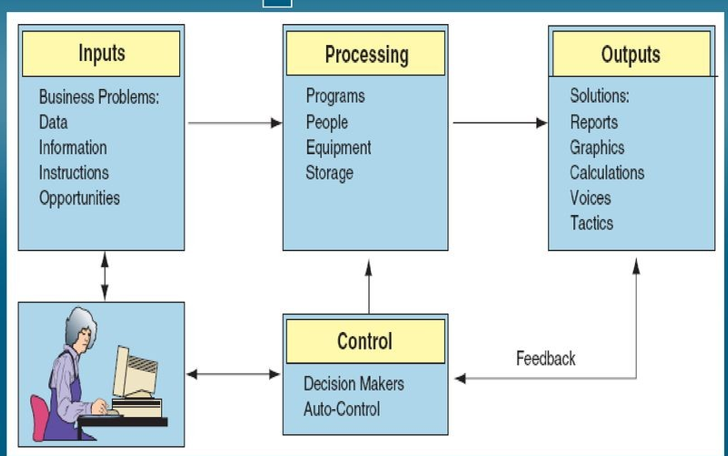 Inputs
Business Problems:
Data
Information
Instructions
Opportunities
Processing
Programs
People
Equipment
Storage
Outputs
Solutions:
Reports
Graphics
Calculations
Voices
Tactics
Control
Decision Makers
Auto-Control
Feedback